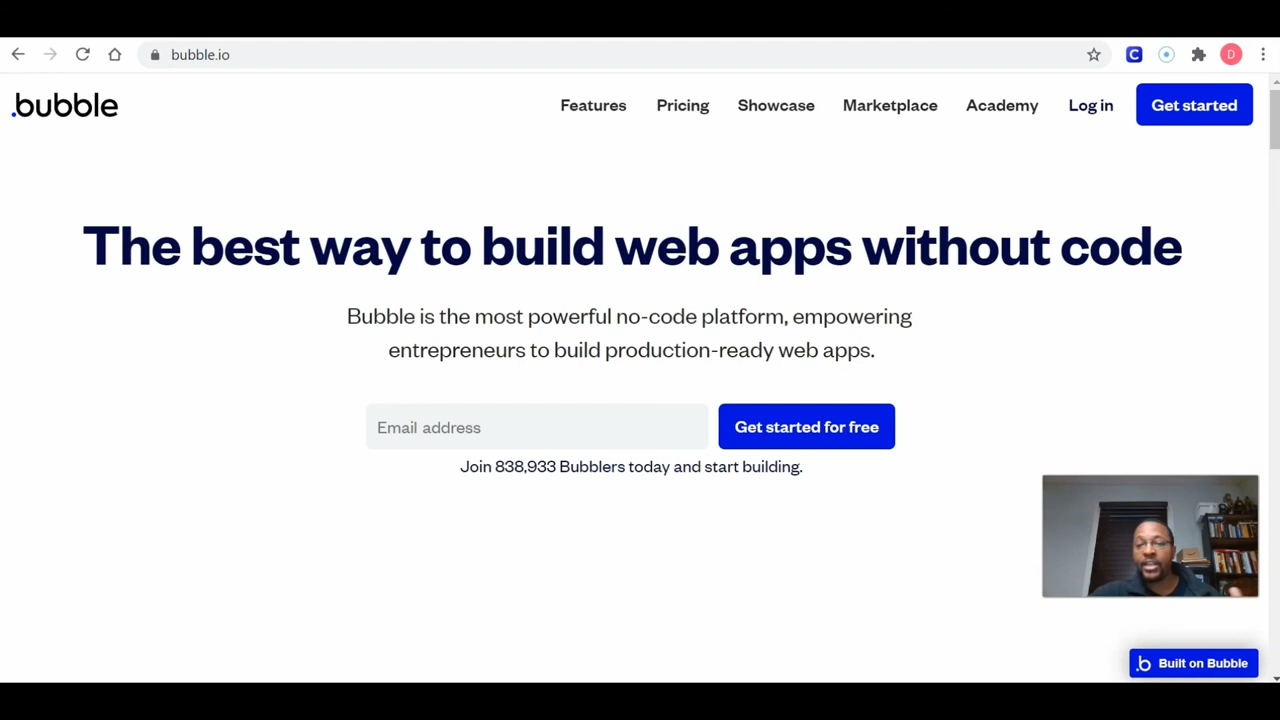 bubble.io
D
.bubble
Features Pricing Showcase Marketplace Academy Log in Get started
The best way to build web apps without code
Bubble is the most powerful no-code platform, empowering
entrepreneurs to build production-ready web apps.
Email address Get started for free
Join 838,933 Bubblers today and start building.
.b Built on Bubble